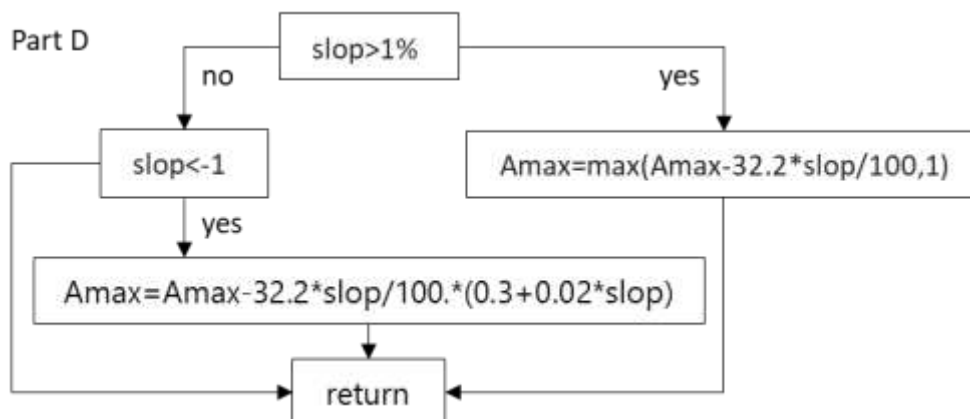 Part D
slop>1%
no
yes
slop<-1
Amax=max(Amax-32.2*slop/100,1)
yes
Amax=Amax-32.2*slop/100.*(0.3+0.02*slop)
return